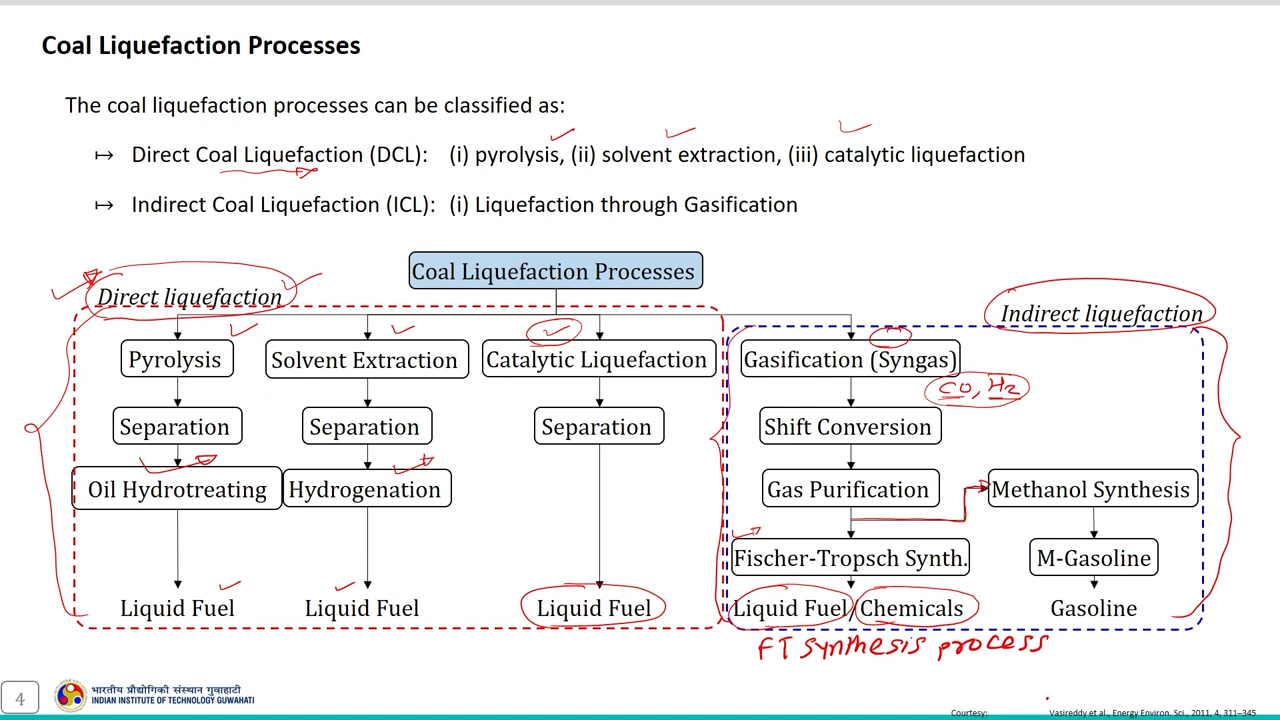 Coal Liquefaction Processes
The coal liquefaction processes can be classified as:
↦ Direct Coal Liquefaction (DCL): (i) pyrolysis, (ii) solvent extraction, (iii) catalytic liquefaction
↦ Indirect Coal Liquefaction (ICL): (i) Liquefaction through Gasification
Coal Liquefaction Processes
Direct liquefaction
Indirect liquefaction
Pyrolysis
Solvent Extraction
Catalytic Liquefaction
Gasification (Syngas)
CO, H2
Separation
Separation
Separation
Shift Conversion
Oil Hydrotreating
Hydrogenation
Gas Purification
Methanol Synthesis
Fischer-Tropsch Synth.
M-Gasoline
Liquid Fuel
Liquid Fuel
Liquid Fuel
Liquid Fuel/Chemicals
Gasoline
FT synthesis process
4
भारतीय प्रौद्योगिकी संस्थान गुवाहाटी
INDIAN INSTITUTE OF TECHNOLOGY GUWAHATI
Courtesy: Vasireddy et al., Energy Environ. Sci., 2011, 4, 311–345